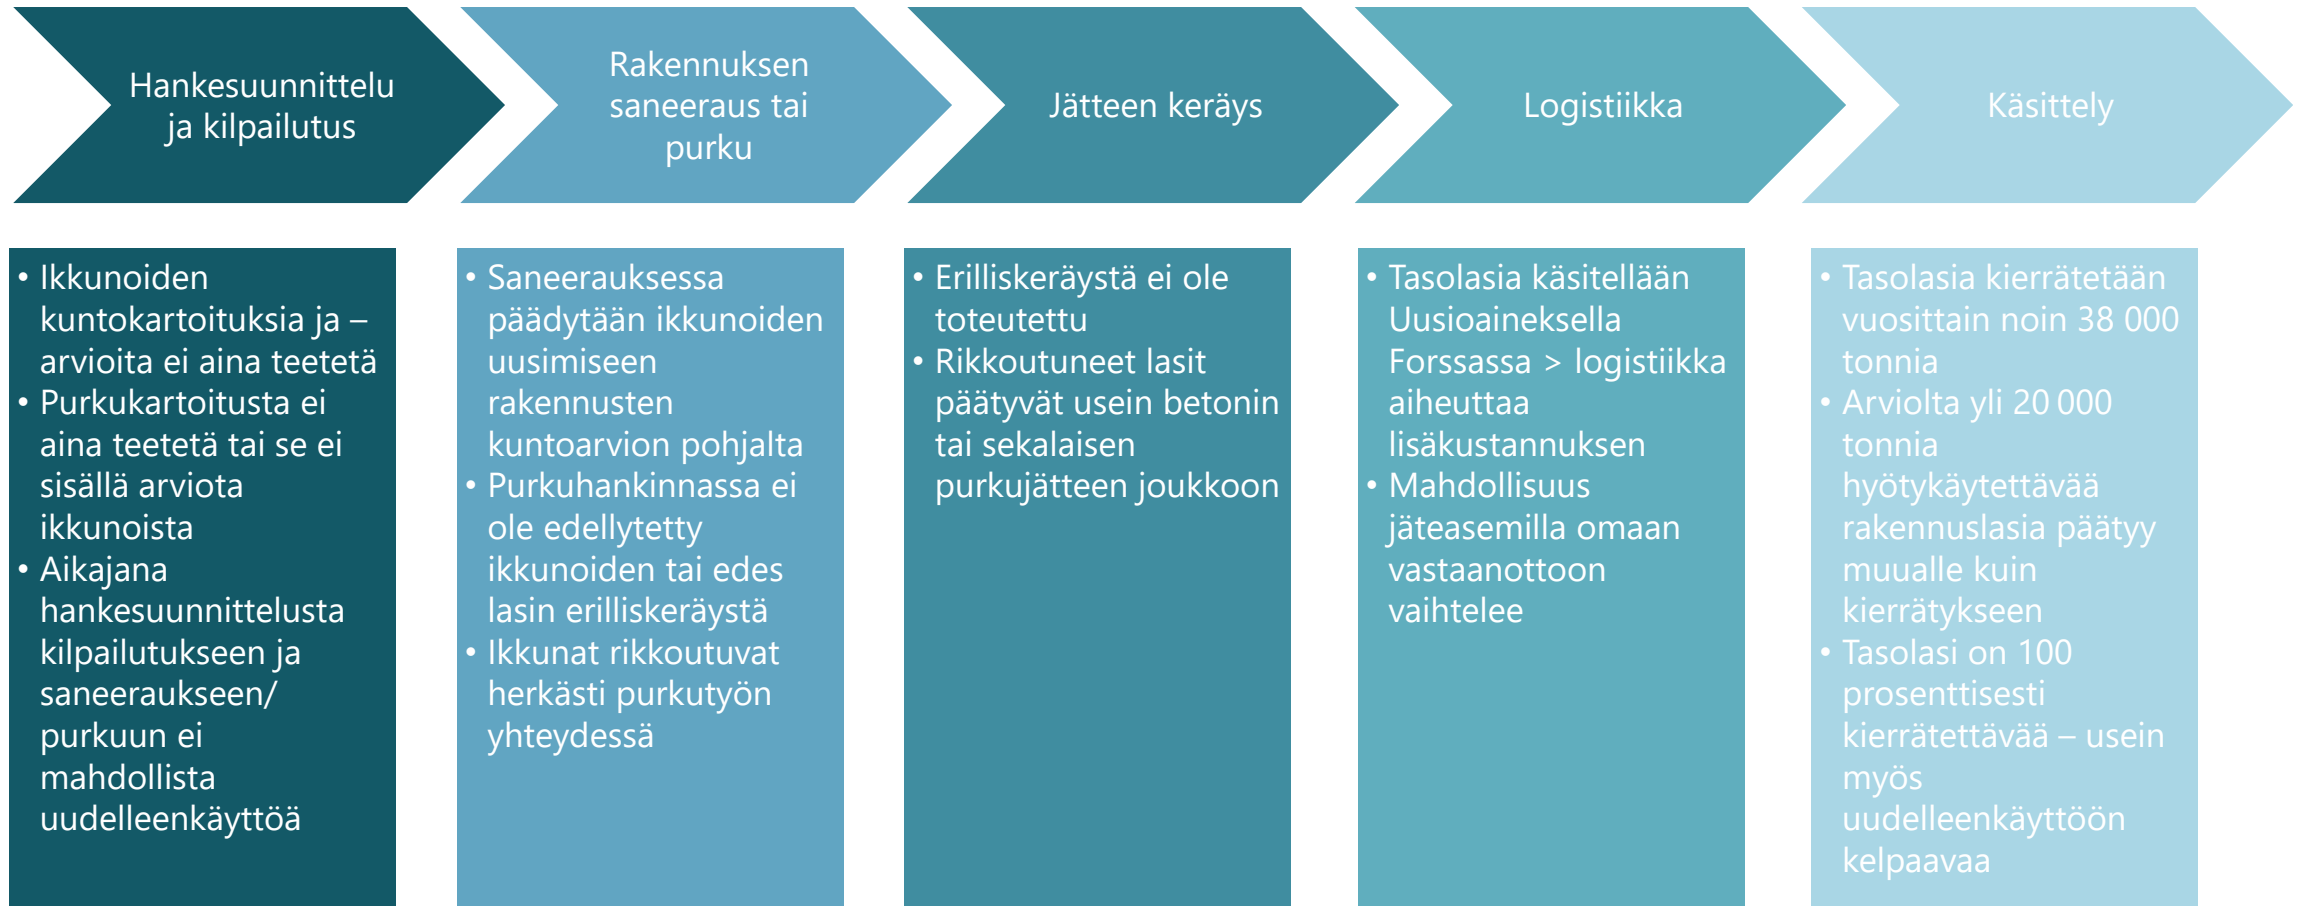 Hankesuunnittelu
ja kilpailutus
Rakennuksen
saneeraus tai
purku
Jätteen keräys
Logistiikka
Käsittely
• Ikkunoiden
kuntokartoituksia ja –
arvioita ei aina teetetä
• Purkukartoitusta ei
aina teetetä tai se ei
sisällä arviota
ikkunoista
• Aikajana
hankesuunnittelusta
kilpailutukseen ja
saneeraukseen/
purkuun ei
mahdollista
uudelleenkäyttöä
• Saneerauksessa
päädytään ikkunoiden
uusimiseen
rakennusten
kuntoarvion pohjalta
• Purkuhankinnassa ei
ole edellytetty
ikkunoiden tai edes
lasin erilliskeräystä
• Ikkunat rikkoutuvat
herkästi purkutyön
yhteydessä
• Erilliskeräystä ei ole
toteutettu
• Rikkoutuneet lasit
päätyvät usein betonin
tai sekalaisen
purkujätteen joukkoon
• Tasolasia käsitellään
Uusioaineksella
Forssassa > logistiikka
aiheuttaa
lisäkustannuksen
• Mahdollisuus
jäteasemilla omaan
vastaanottoon
vaihtelee
• Tasolasia kierrätetään
vuosittain noin 38 000
tonnia
• Arviolta yli 20 000
tonnia
hyötykäytettävää
rakennuslasia päätyy
muualle kuin
kierrätykseen
• Tasolasi on 100
prosenttisesti
kierrätettävää – usein
myös
uudelleenkäyttöön
kelpaavaa